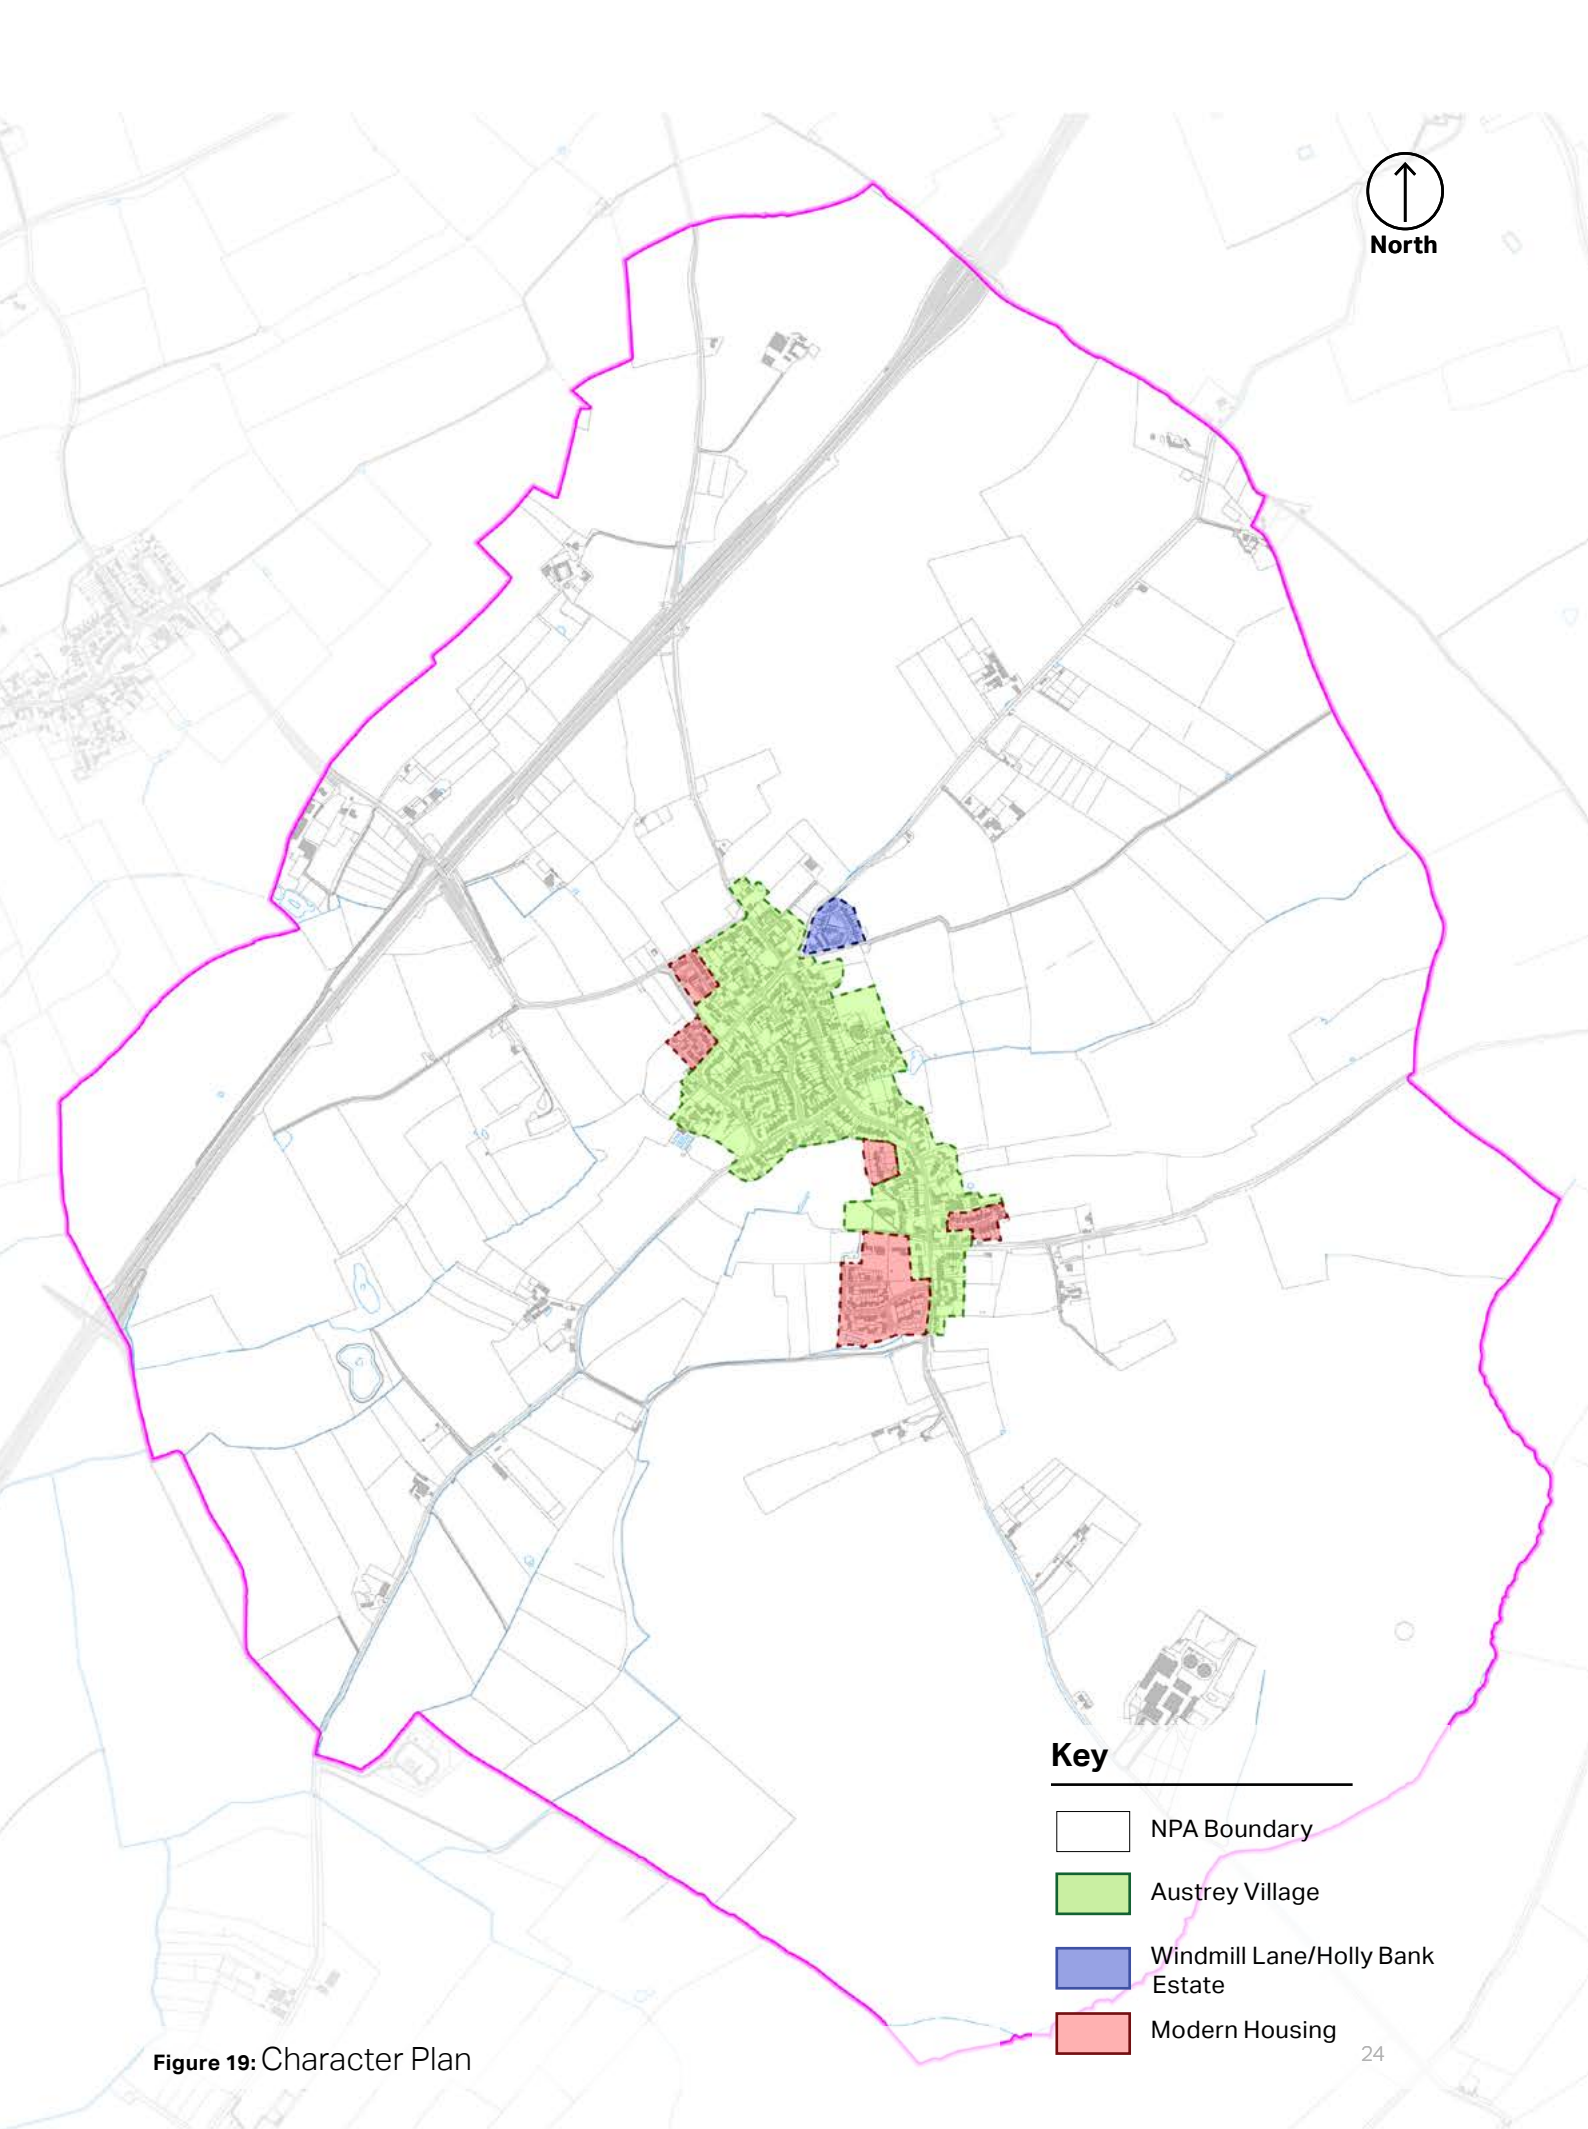 North
Key
NPA Boundary
Austrey Village
Windmill Lane/Holly Bank
Estate
Modern Housing
Figure 19: Character Plan
24